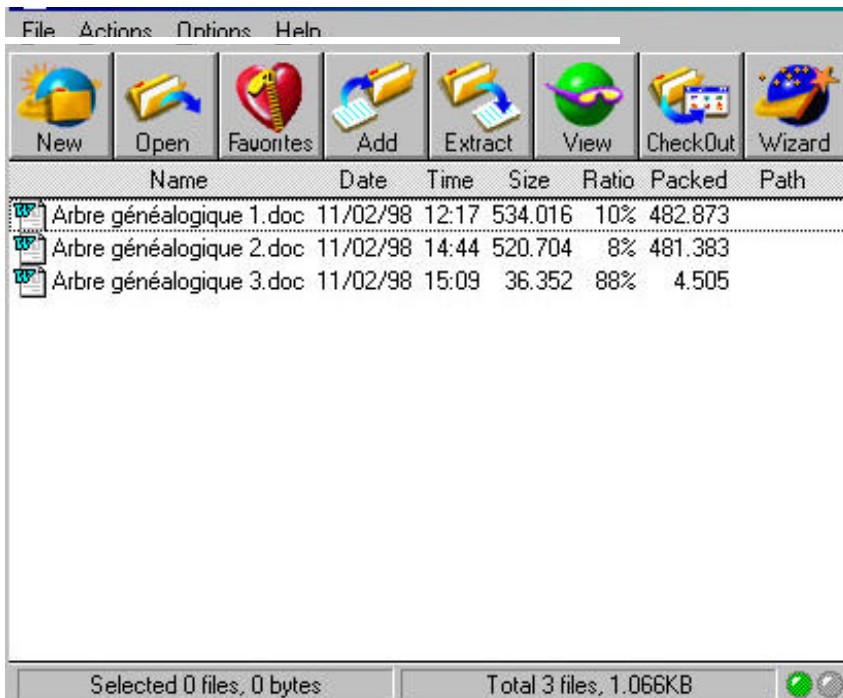 File Actions Options Help
New Open Favorites Add Extract View CheckOut Wizard
Name Date Time Size Ratio Packed Path
Arbre généalogique 1.doc 11/02/98 12:17 534.016 10% 482.873
Arbre généalogique 2.doc 11/02/98 14:44 520.704 8% 481.383
Arbre généalogique 3.doc 11/02/98 15:09 36.352 88% 4.505
Selected 0 files, 0 bytes Total 3 files, 1.066KB